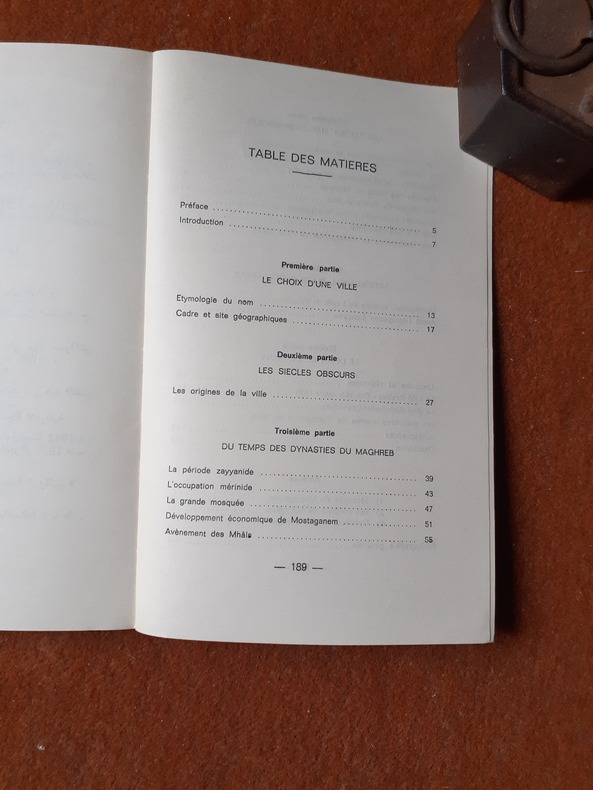 TABLE DES MATIERES
Préface ........................................ 5
Introduction ........................................ 7
Première partie
LE CHOIX D'UNE VILLE
Etymologie du nom ........................................ 13
Cadre et site géographiques ........................................ 17
Deuxième partie
LES SIECLES OBSCURS
Les origines de la ville ........................................ 27
Troisième partie
DU TEMPS DES DYNASTIES DU MAGHREB
La période zayyanide ........................................ 39
L'occupation mérinide ........................................ 43
La grande mosquée ........................................ 47
Développement économique de Mostaganem .................... 51
Avènement des Mhâls ........................................ 55
— 189 —